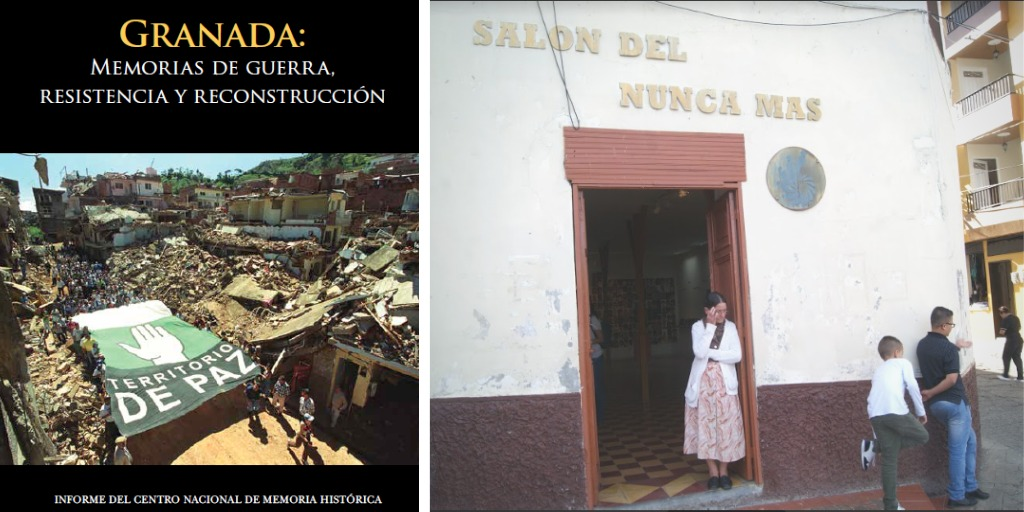 GRANADA:
MEMORIAS DE GUERRA,
RESISTENCIA Y RECONSTRUCCIÓN
TERRITORIO
DE PAZ
INFORME DEL CENTRO NACIONAL DE MEMORIA HISTÓRICA
SALON DEL
NUNCA MAS